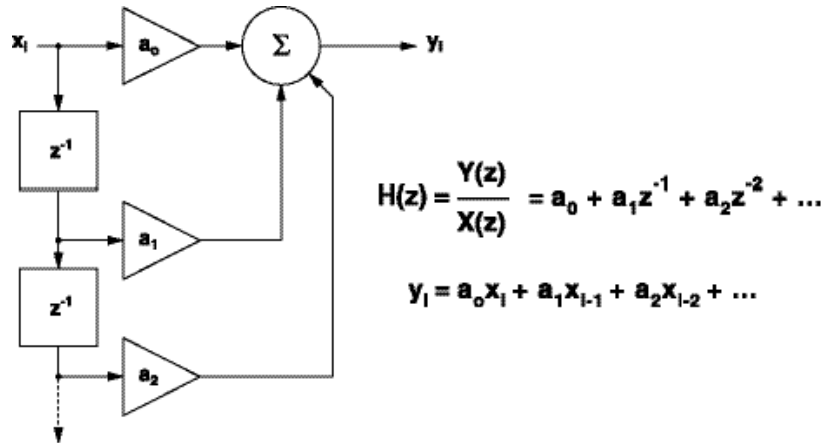 xᵢ
aₒ
Σ
yᵢ
z⁻¹
a₁
z⁻¹
a₂
H(z) = Y(z) / X(z) = a₀ + a₁z⁻¹ + a₂z⁻² + ...
yᵢ = aₒxᵢ + a₁xᵢ₋₁ + a₂xᵢ₋₂ + ...